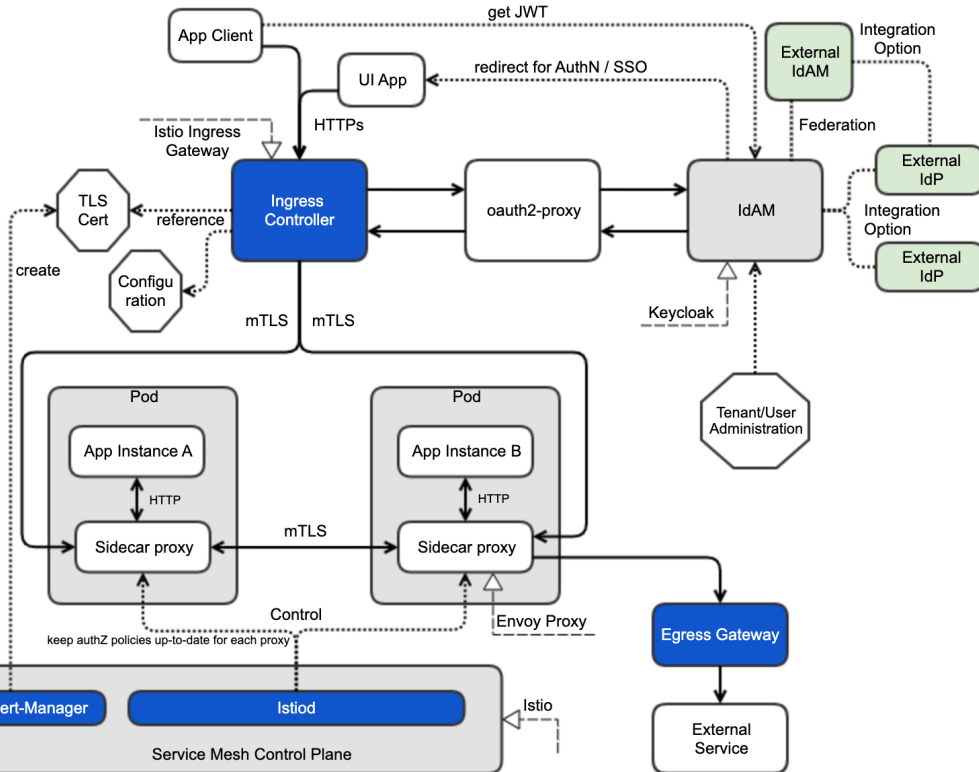 get JWT
App Client
External
IdAM
Integration
Option
UI App
redirect for AuthN / SSO
HTTPs
Istio Ingress
Gateway
Federation
TLS
Cert
reference
Ingress
Controller
oauth2-proxy
IdAM
External
IdP
Integration
Option
External
IdP
create
Configu
ration
mTLS
mTLS
Keycloak
Pod
Pod
Tenant/User
Administration
App Instance A
App Instance B
HTTP
HTTP
Sidecar proxy
mTLS
Sidecar proxy
Control
keep authZ policies up-to-date for each proxy
Envoy Proxy
Egress Gateway
ert-Manager
Istiod
Istio
External
Service
Service Mesh Control Plane